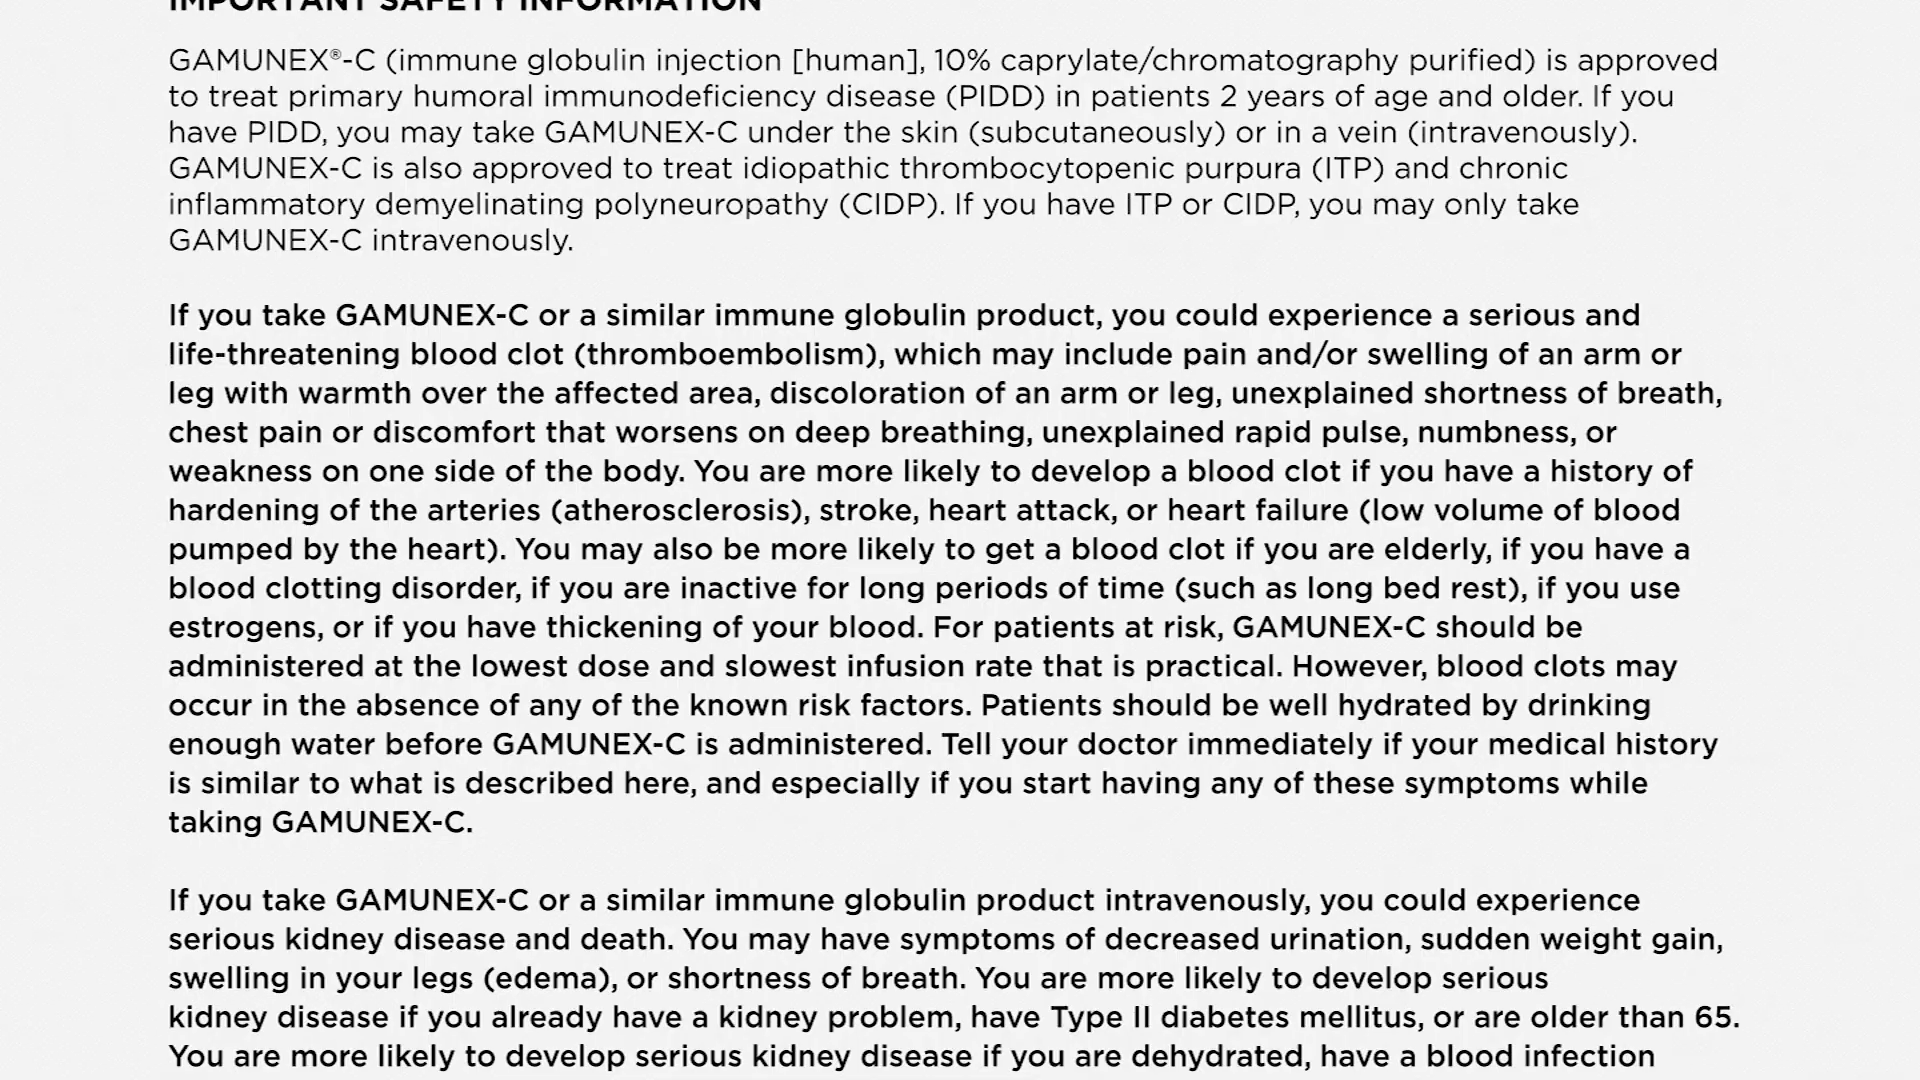 IMPORTANT SAFETY INFORMATION
GAMUNEX®-C (immune globulin injection [human], 10% caprylate/chromatography purified) is approved
to treat primary humoral immunodeficiency disease (PIDD) in patients 2 years of age and older. If you
have PIDD, you may take GAMUNEX-C under the skin (subcutaneously) or in a vein (intravenously).
GAMUNEX-C is also approved to treat idiopathic thrombocytopenic purpura (ITP) and chronic
inflammatory demyelinating polyneuropathy (CIDP). If you have ITP or CIDP, you may only take
GAMUNEX-C intravenously.
If you take GAMUNEX-C or a similar immune globulin product, you could experience a serious and
life-threatening blood clot (thromboembolism), which may include pain and/or swelling of an arm or
leg with warmth over the affected area, discoloration of an arm or leg, unexplained shortness of breath,
chest pain or discomfort that worsens on deep breathing, unexplained rapid pulse, numbness, or
weakness on one side of the body. You are more likely to develop a blood clot if you have a history of
hardening of the arteries (atherosclerosis), stroke, heart attack, or heart failure (low volume of blood
pumped by the heart). You may also be more likely to get a blood clot if you are elderly, if you have a
blood clotting disorder, if you are inactive for long periods of time (such as long bed rest), if you use
estrogens, or if you have thickening of your blood. For patients at risk, GAMUNEX-C should be
administered at the lowest dose and slowest infusion rate that is practical. However, blood clots may
occur in the absence of any of the known risk factors. Patients should be well hydrated by drinking
enough water before GAMUNEX-C is administered. Tell your doctor immediately if your medical history
is similar to what is described here, and especially if you start having any of these symptoms while
taking GAMUNEX-C.
If you take GAMUNEX-C or a similar immune globulin product intravenously, you could experience
serious kidney disease and death. You may have symptoms of decreased urination, sudden weight gain,
swelling in your legs (edema), or shortness of breath. You are more likely to develop serious
kidney disease if you already have a kidney problem, have Type II diabetes mellitus, or are older than 65.
You are more likely to develop serious kidney disease if you are dehydrated, have a blood infection